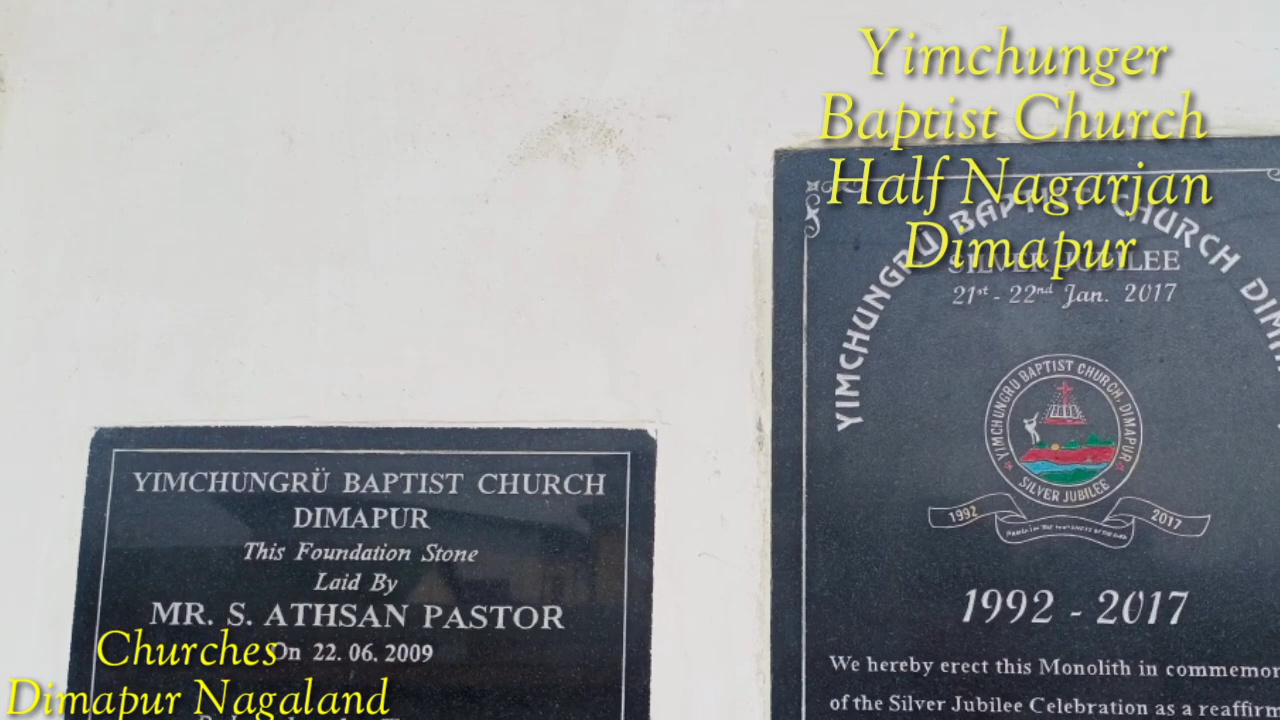 Yimchunger
Baptist Church
Half Nagarjan
Dimapur
YIMCHUNGRÜ BAPTIST CHURCH
SILVER JUBILEE
21st - 22nd Jan. 2017
YIMCHUNGRU BAPTIST CHURCH, DIMAPUR
SILVER JUBILEE
1992
2017
1992 - 2017
We hereby erect this Monolith in
of the Silver Jubilee Celebration as a
YIMCHUNGRÜ BAPTIST CHURCH
DIMAPUR
This Foundation Stone
Laid By
MR. S. ATHSAN PASTOR
On 22. 06. 2009
Churches
Dimapur Nagaland